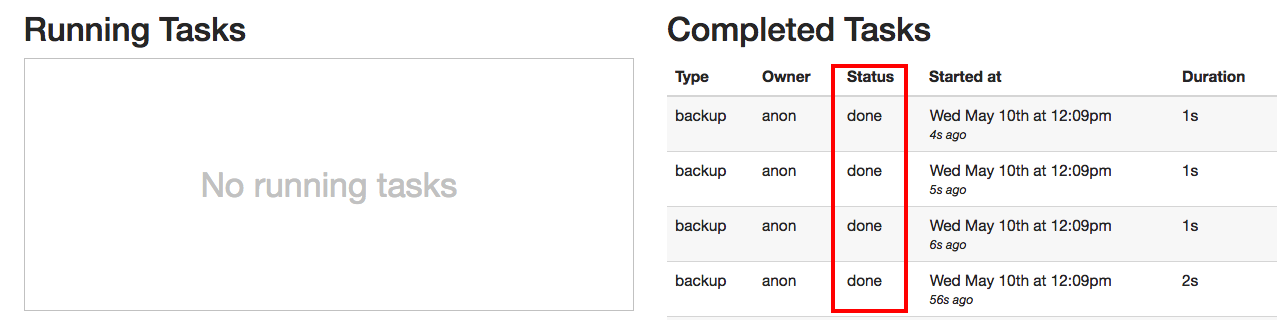 Running Tasks
No running tasks
Completed Tasks
Type Owner Status Started at Duration
backup anon done Wed May 10th at 12:09pm 1s
4s ago
backup anon done Wed May 10th at 12:09pm 1s
5s ago
backup anon done Wed May 10th at 12:09pm 1s
6s ago
backup anon done Wed May 10th at 12:09pm 2s
56s ago